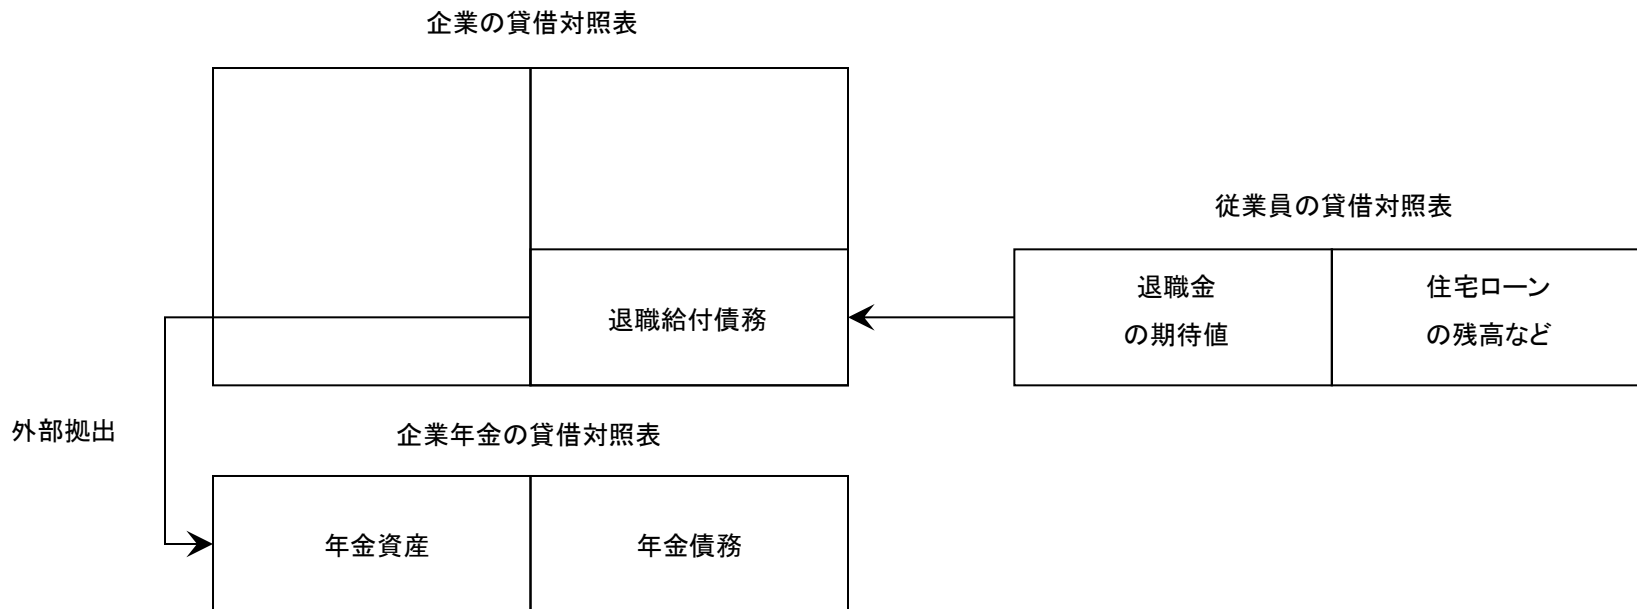 企業の貸借対照表
従業員の貸借対照表
退職給付債務
退職金
の期待値
住宅ローン
の残高など
外部拠出
企業年金の貸借対照表
年金資産
年金債務